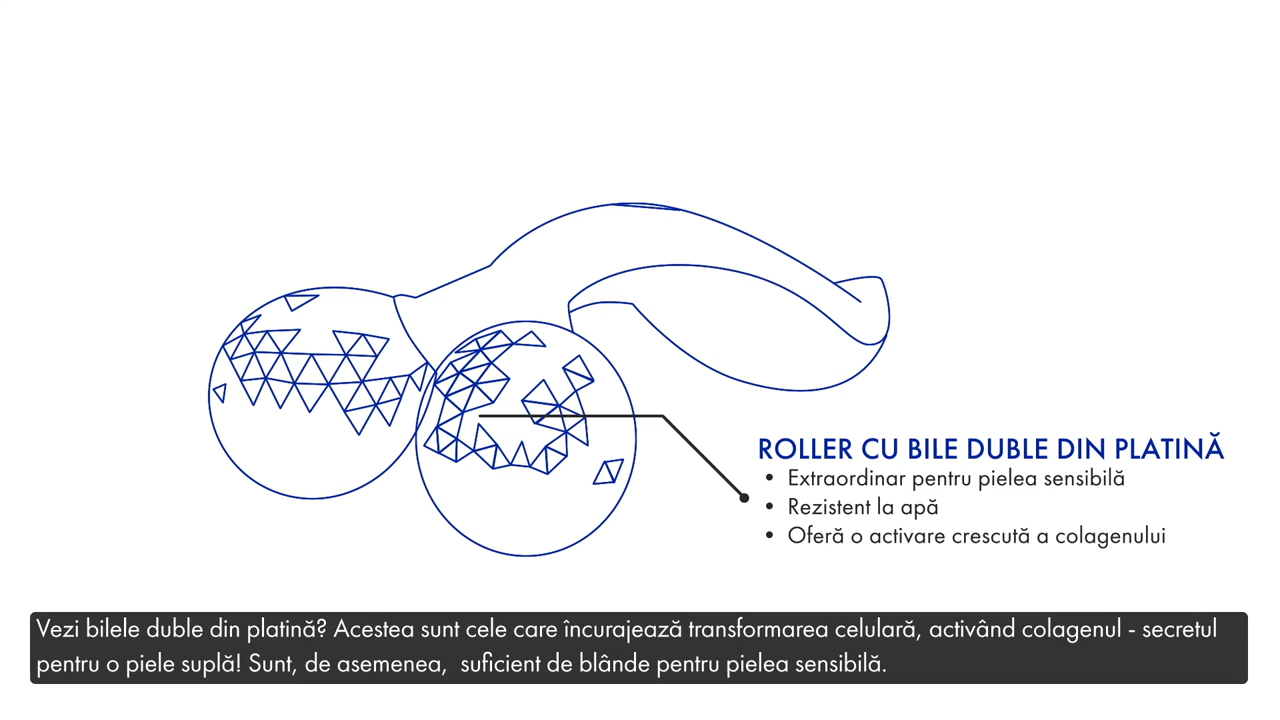 ROLLER CU BILE DUBLE DIN PLATINĂ
• Extraordinar pentru pielea sensibilă
• Rezistent la apă
• Oferă o activare crescută a colagenului
Vezi bilele duble din platină? Acestea sunt cele care încurajează transformarea celulară, activând colagenul - secretul
pentru o piele suplă! Sunt, de asemenea,  suficient de blânde pentru pielea sensibilă.